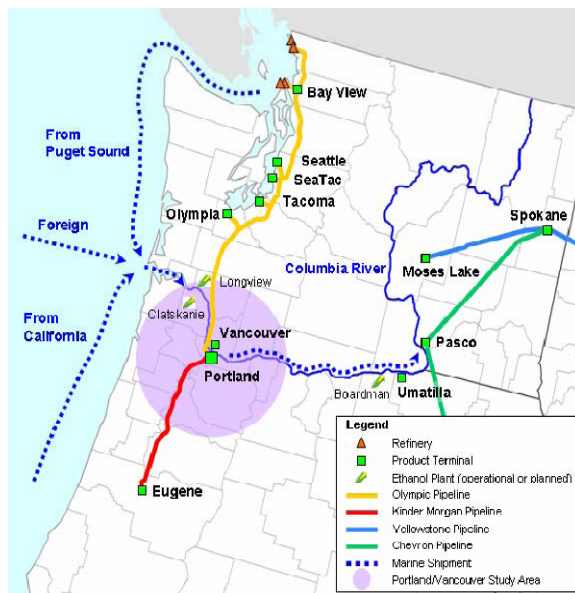 Bay View
From
Puget Sound
Seattle
SeaTac
Tacoma
Olympia
Foreign
Spokane
Columbia River
Moses Lake
Longview
Clatskanie
From
California
Vancouver
Portland
Pasco
Boardman
Umatilla
Eugene
Legend
Refinery
Product Terminal
Ethanol Plant (operational or planned)
Olympic Pipeline
Kinder Morgan Pipeline
Yellowstone Pipeline
Chevron Pipeline
Marine Shipment
Portland/Vancouver Study Area